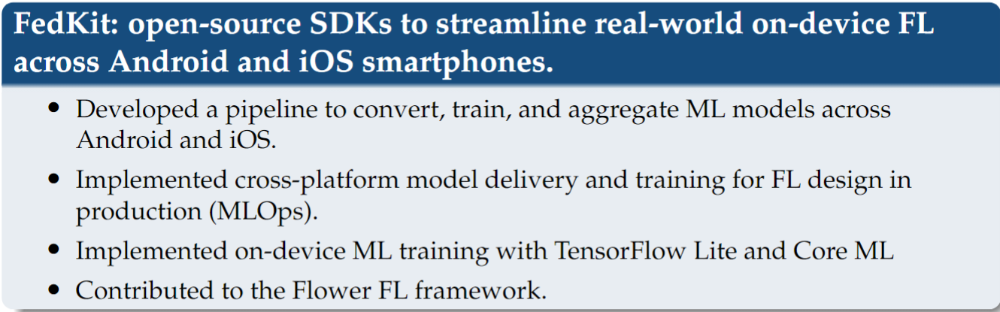 FedKit: open-source SDKs to streamline real-world on-device FL
across Android and iOS smartphones.
• Developed a pipeline to convert, train, and aggregate ML models across
Android and iOS.
• Implemented cross-platform model delivery and training for FL design in
production (MLOps).
• Implemented on-device ML training with TensorFlow Lite and Core ML
• Contributed to the Flower FL framework.